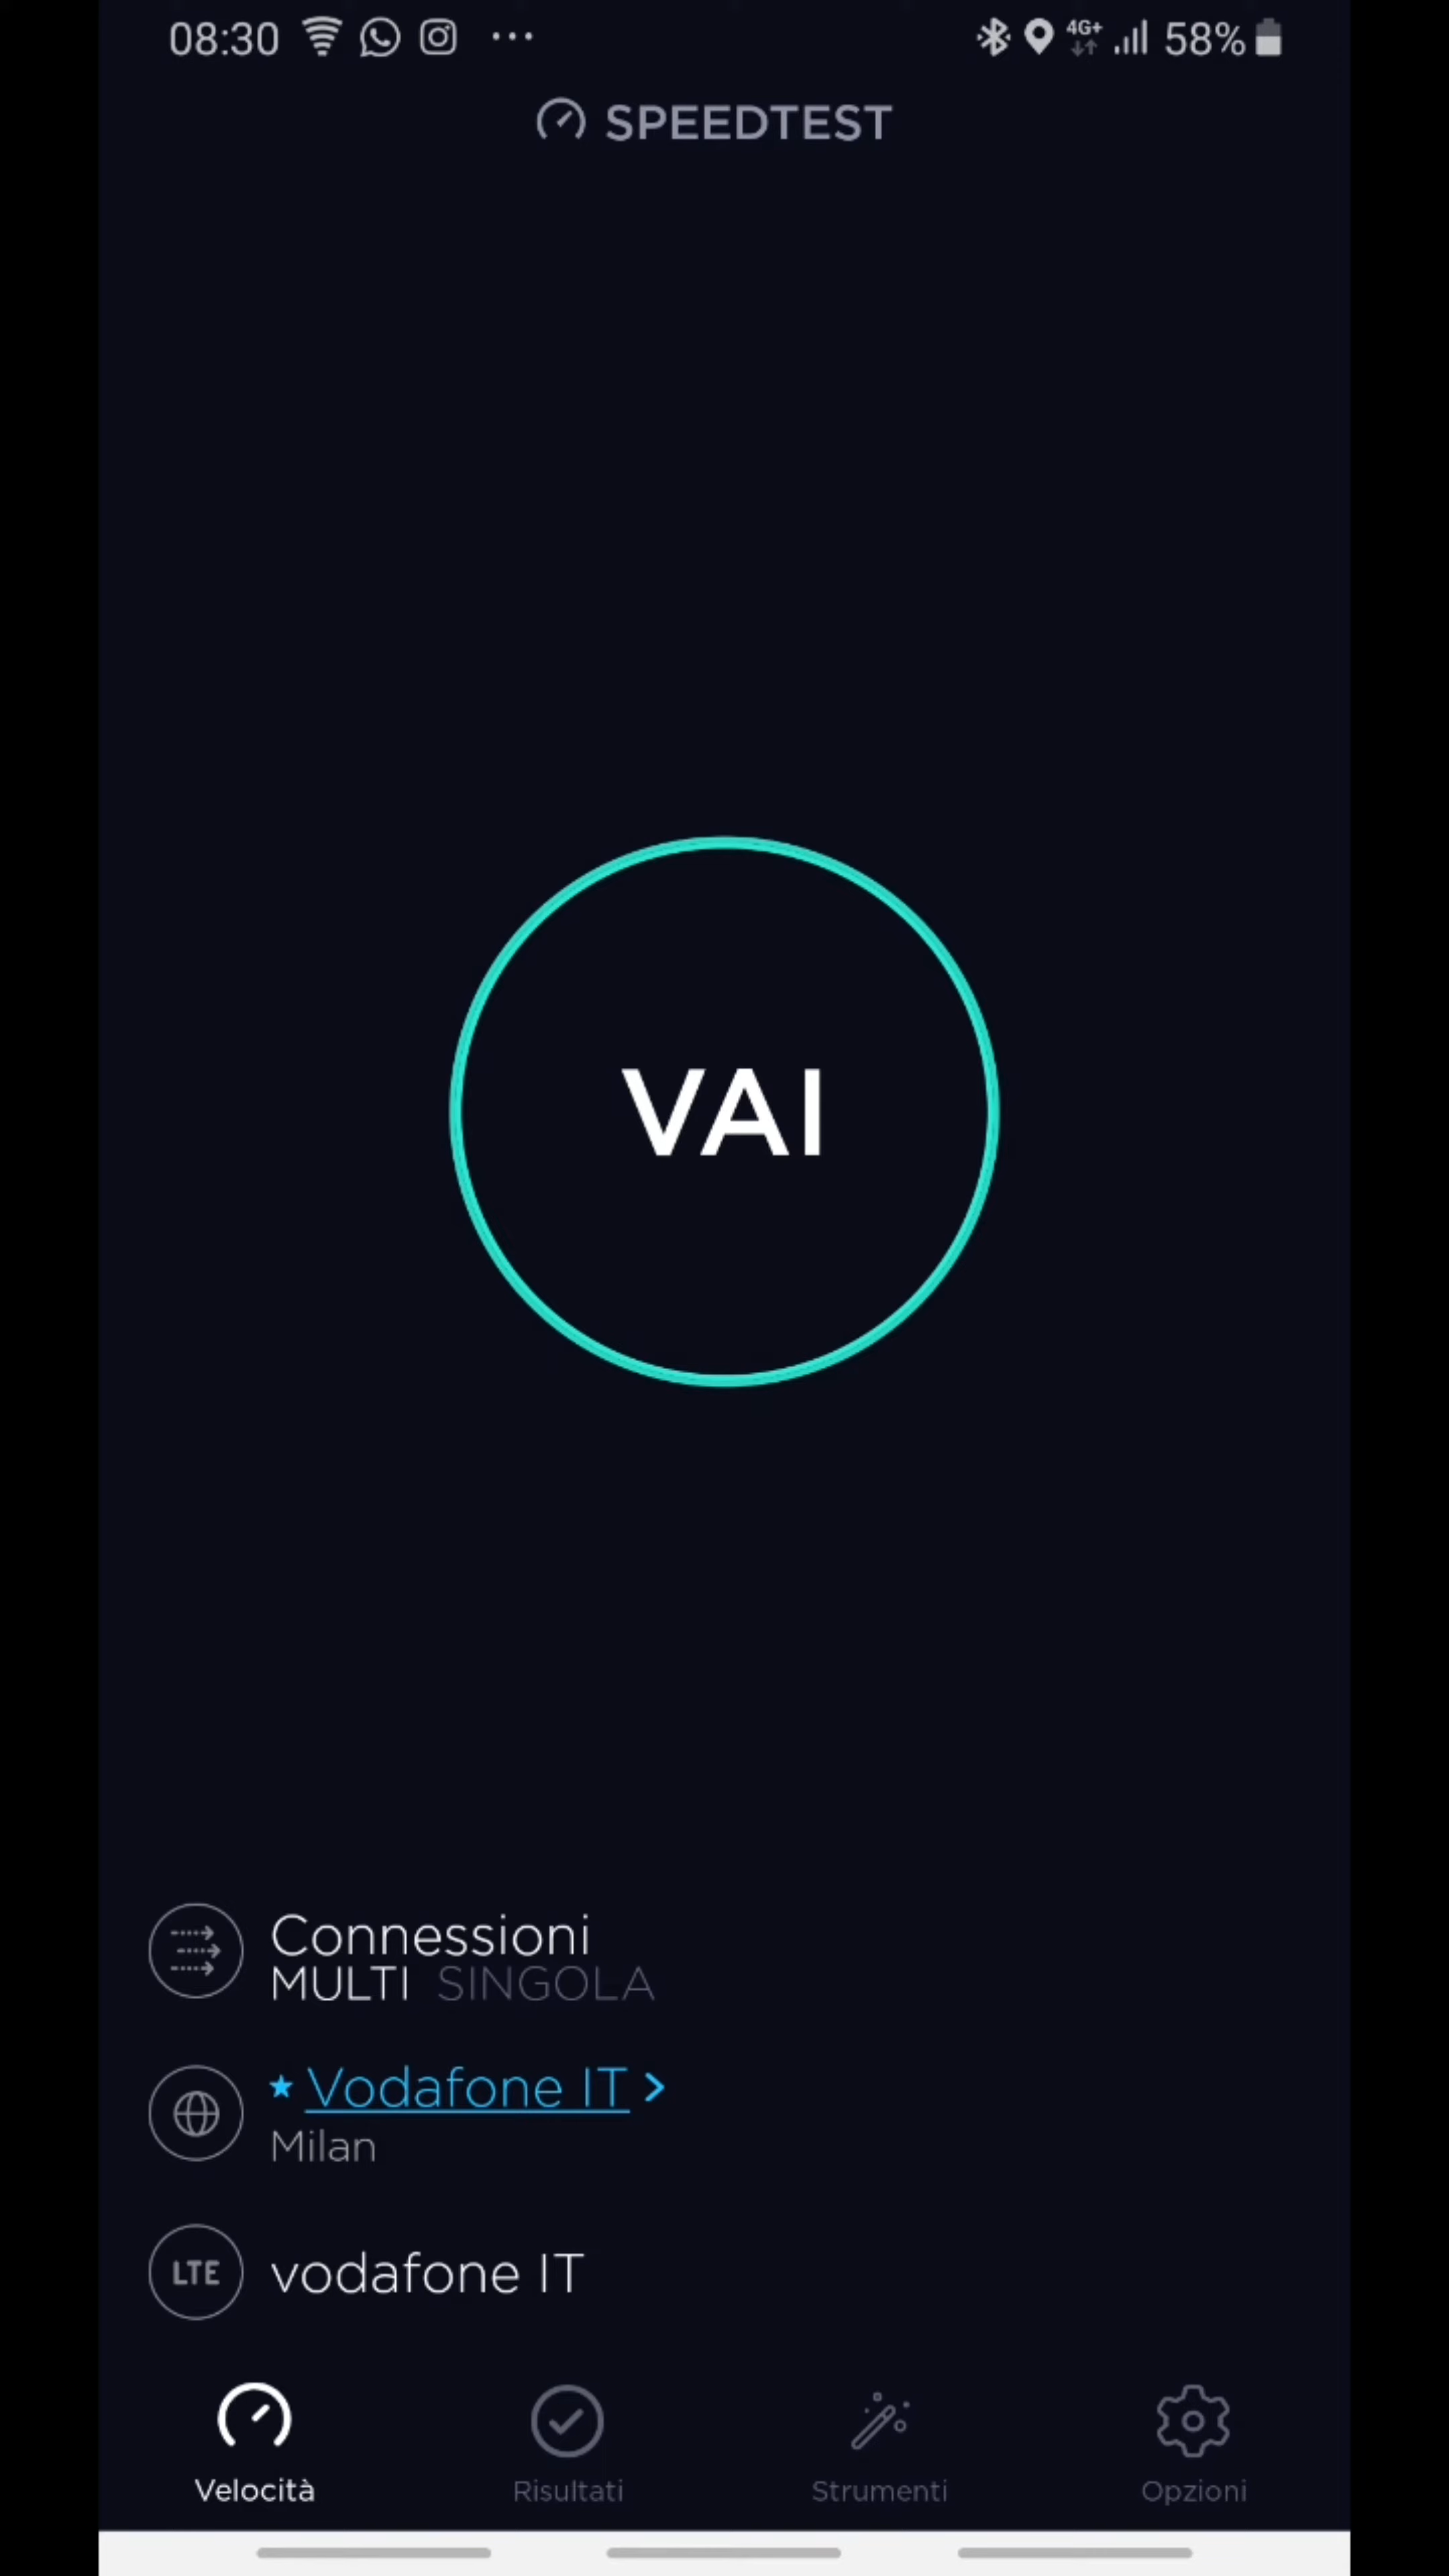 08:30 ... 4G+ 58%
SPEEDTEST
VAI
Connessioni
MULTI SINGOLA
Vodafone IT >
Milan
LTE vodafone IT
Velocità Risultati Strumenti Opzioni